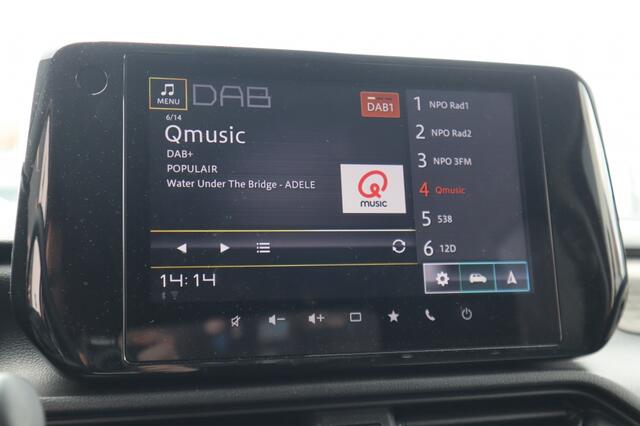 MENU
DAB
DAB1
6/14
Qmusic
DAB+
POPULAIR
Water Under The Bridge - ADELE
Q
MUSIC
1 NPO Rad1
2 NPO Rad2
3 NPO 3FM
4 Qmusic
5 538
6 12D
14:14